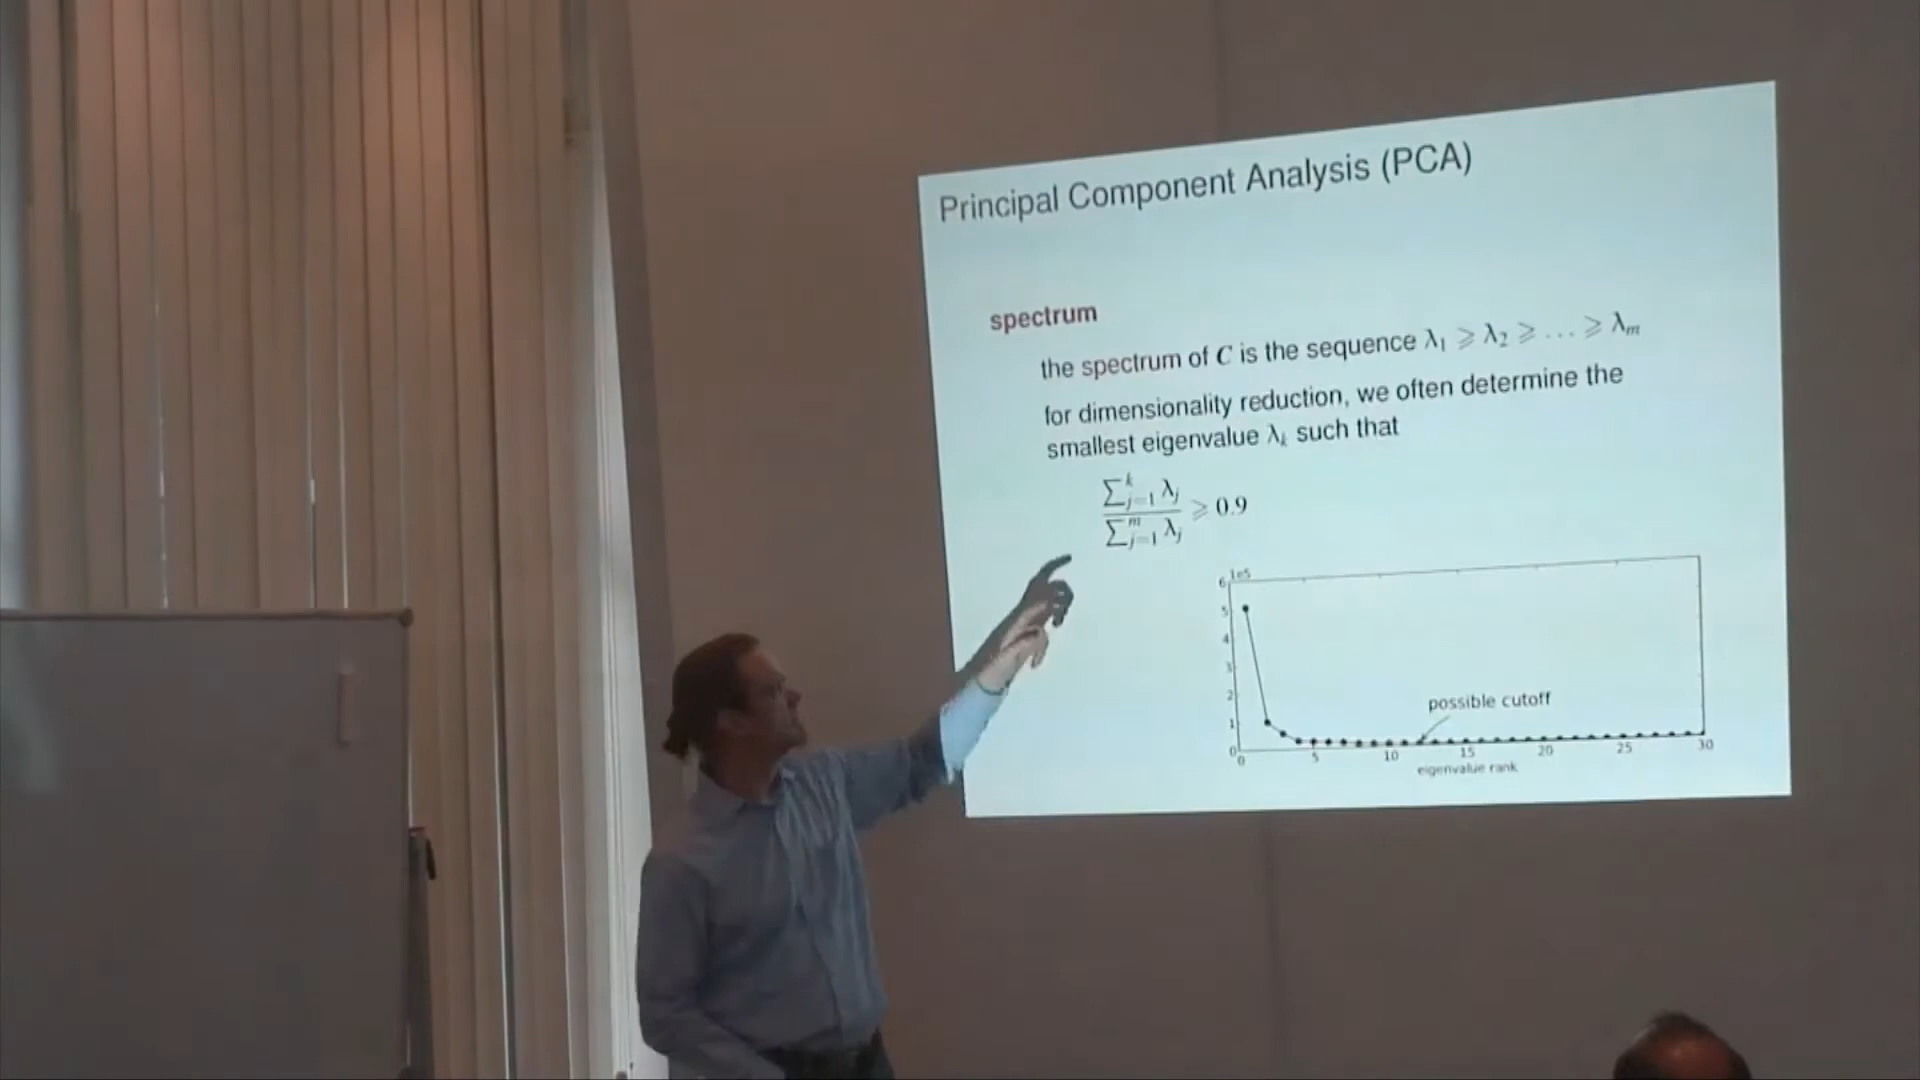 Principal Component Analysis (PCA)
spectrum
the spectrum of C is the sequence λ₁ ⩾ λ₂ ⩾ … ⩾ λₘ
for dimensionality reduction, we often determine the
smallest eigenvalue λₖ such that
∑ᵏⱼ₌₁ λⱼ
∑ᵐⱼ₌₁ λⱼ
⩾ 0.9
1e5
6
5
4
3
2
1
0
possible cutoff
0 5 10 15 20 25 30
eigenvalue rank